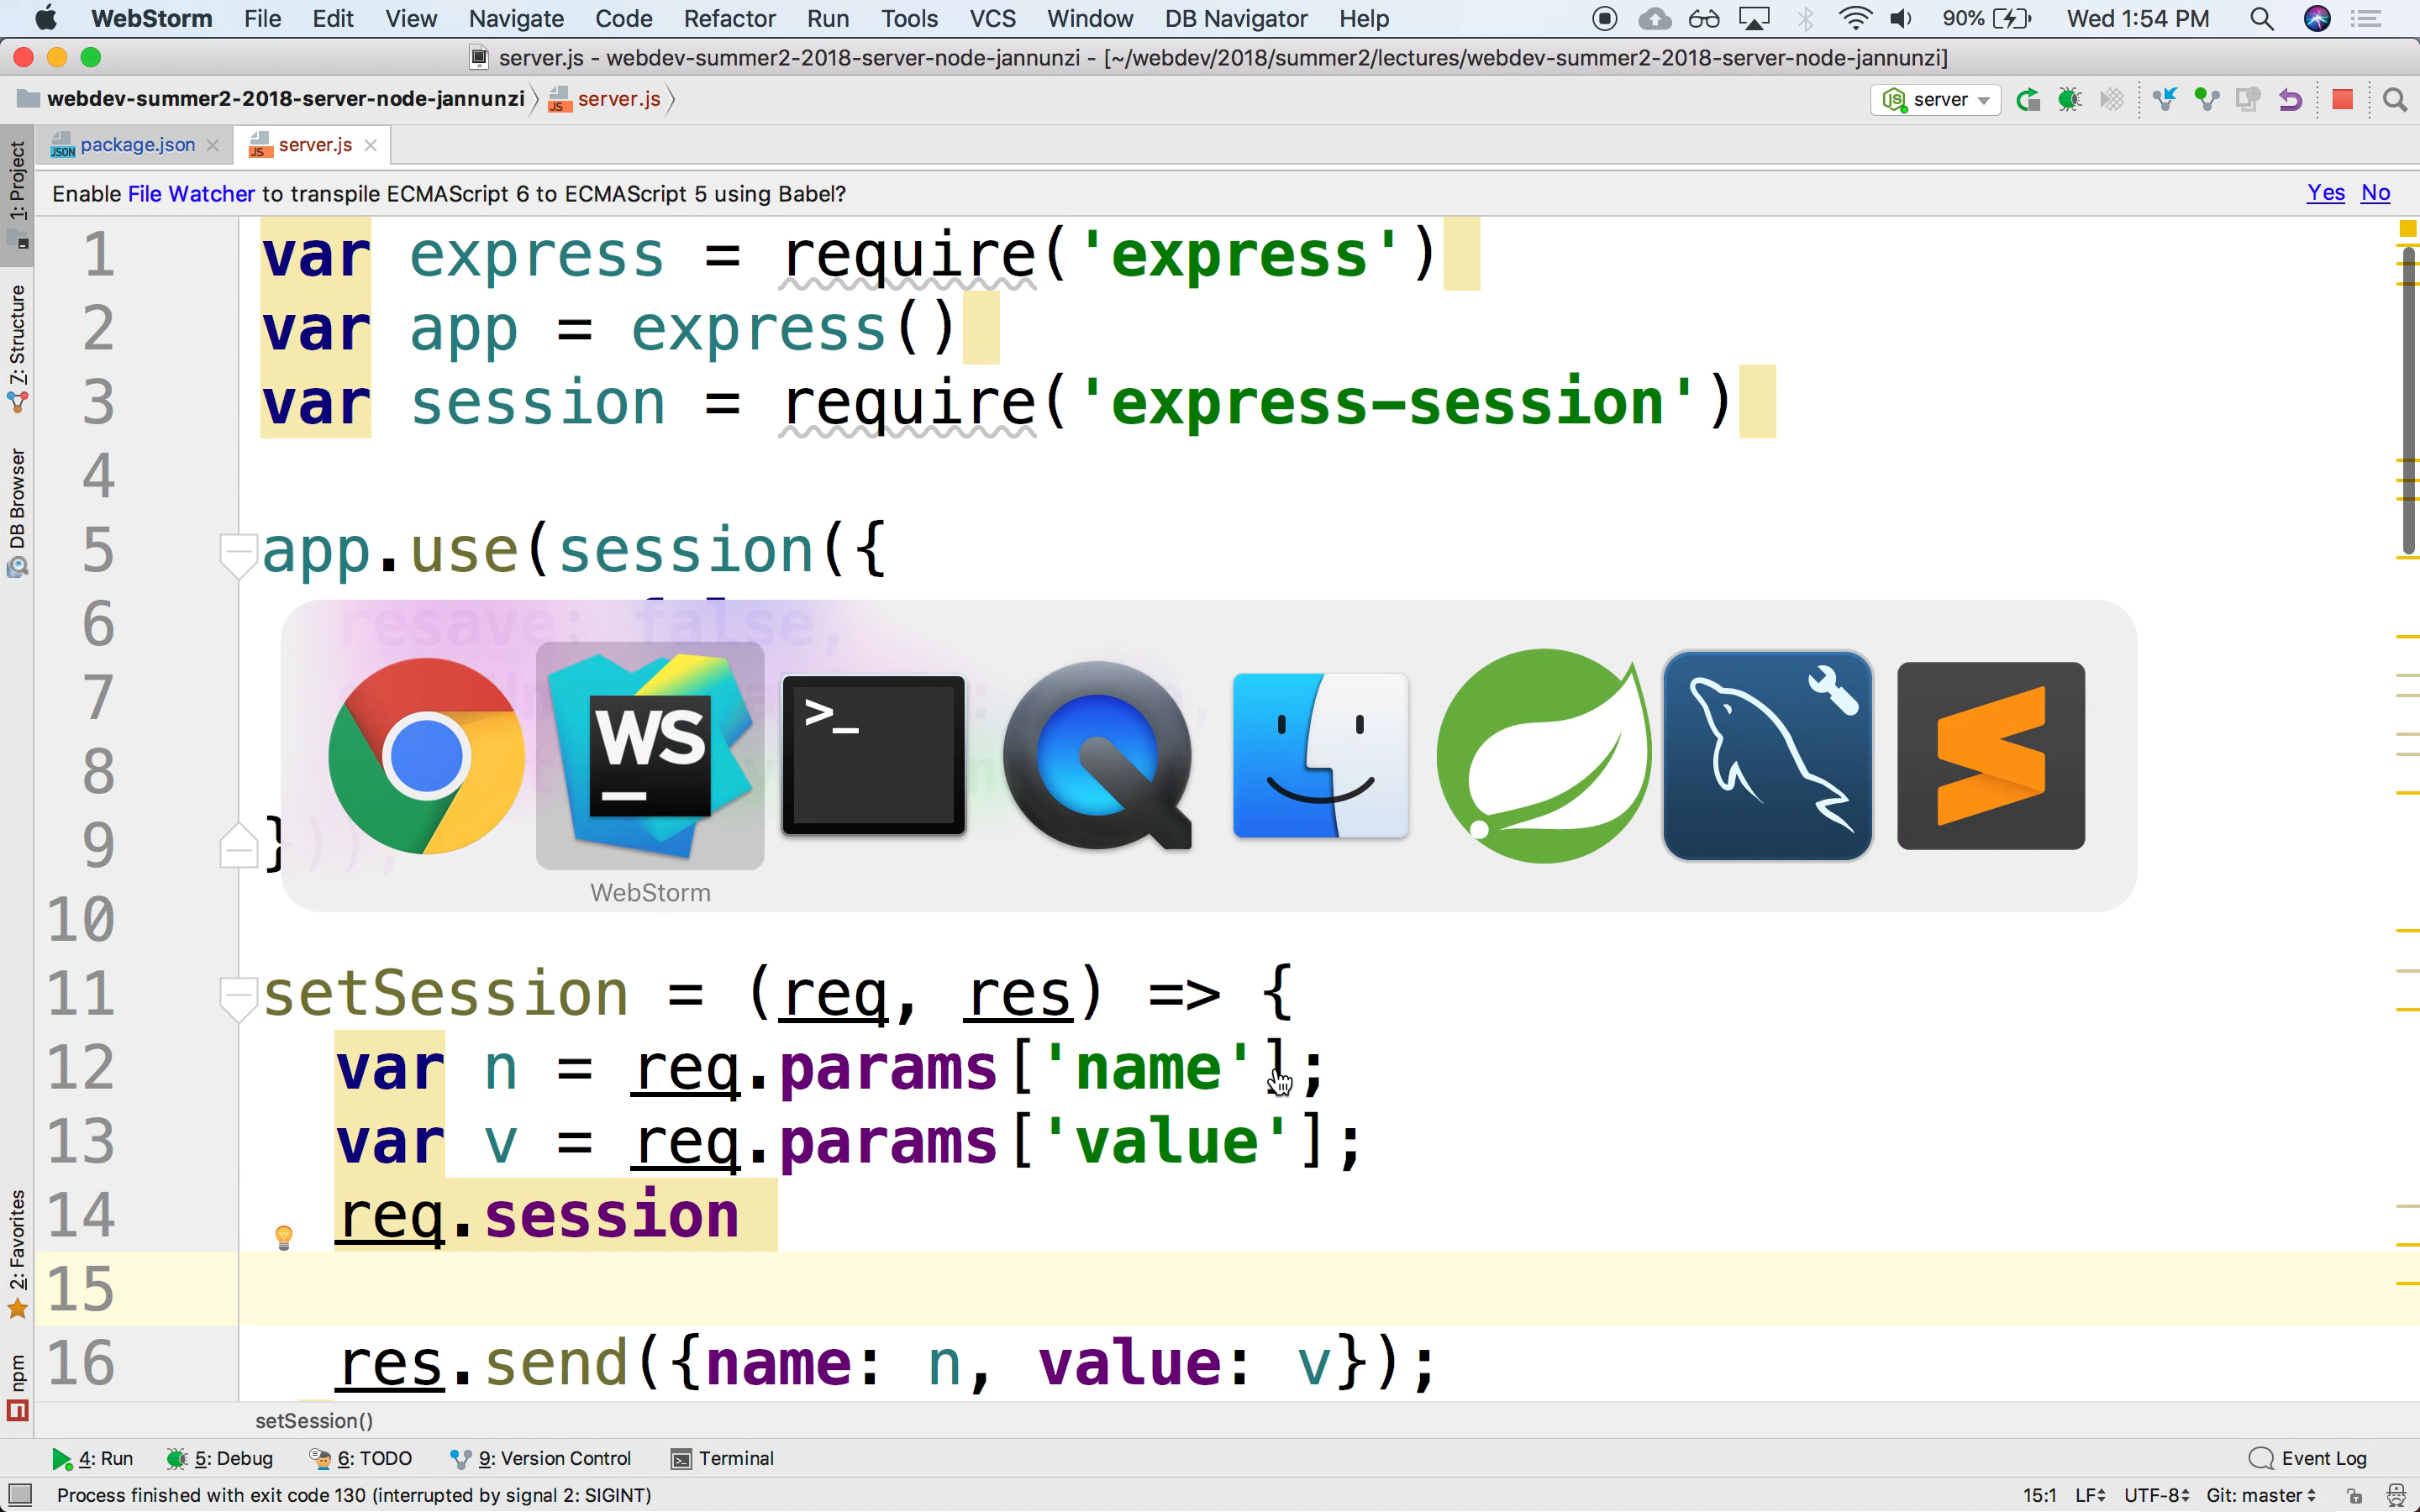 WebStorm File Edit View Navigate Code Refactor Run Tools VCS Window DB Navigator Help 90% Wed 1:54 PM
server.js - webdev-summer2-2018-server-node-jannunzi - [~/webdev/2018/summer2/lectures/webdev-summer2-2018-server-node-jannunzi]
webdev-summer2-2018-server-node-jannunzi server.js server
package.json server.js
Enable File Watcher to transpile ECMAScript 6 to ECMAScript 5 using Babel? Yes No
1: Project
7: Structure
DB Browser
2: Favorites
npm
1 var express = require('express')
2 var app = express()
3 var session = require('express-session')
4
5 app.use(session({
6 resave: false,
7
8
9 }));
10
11 setSession = (req, res) => {
12 var n = req.params['name'];
13 var v = req.params['value'];
14 req.session
15
16 res.send({name: n, value: v});
WS
>_
WebStorm
setSession()
4: Run 5: Debug 6: TODO 9: Version Control Terminal Event Log
Process finished with exit code 130 (interrupted by signal 2: SIGINT) 15:1 LF UTF-8 Git: master